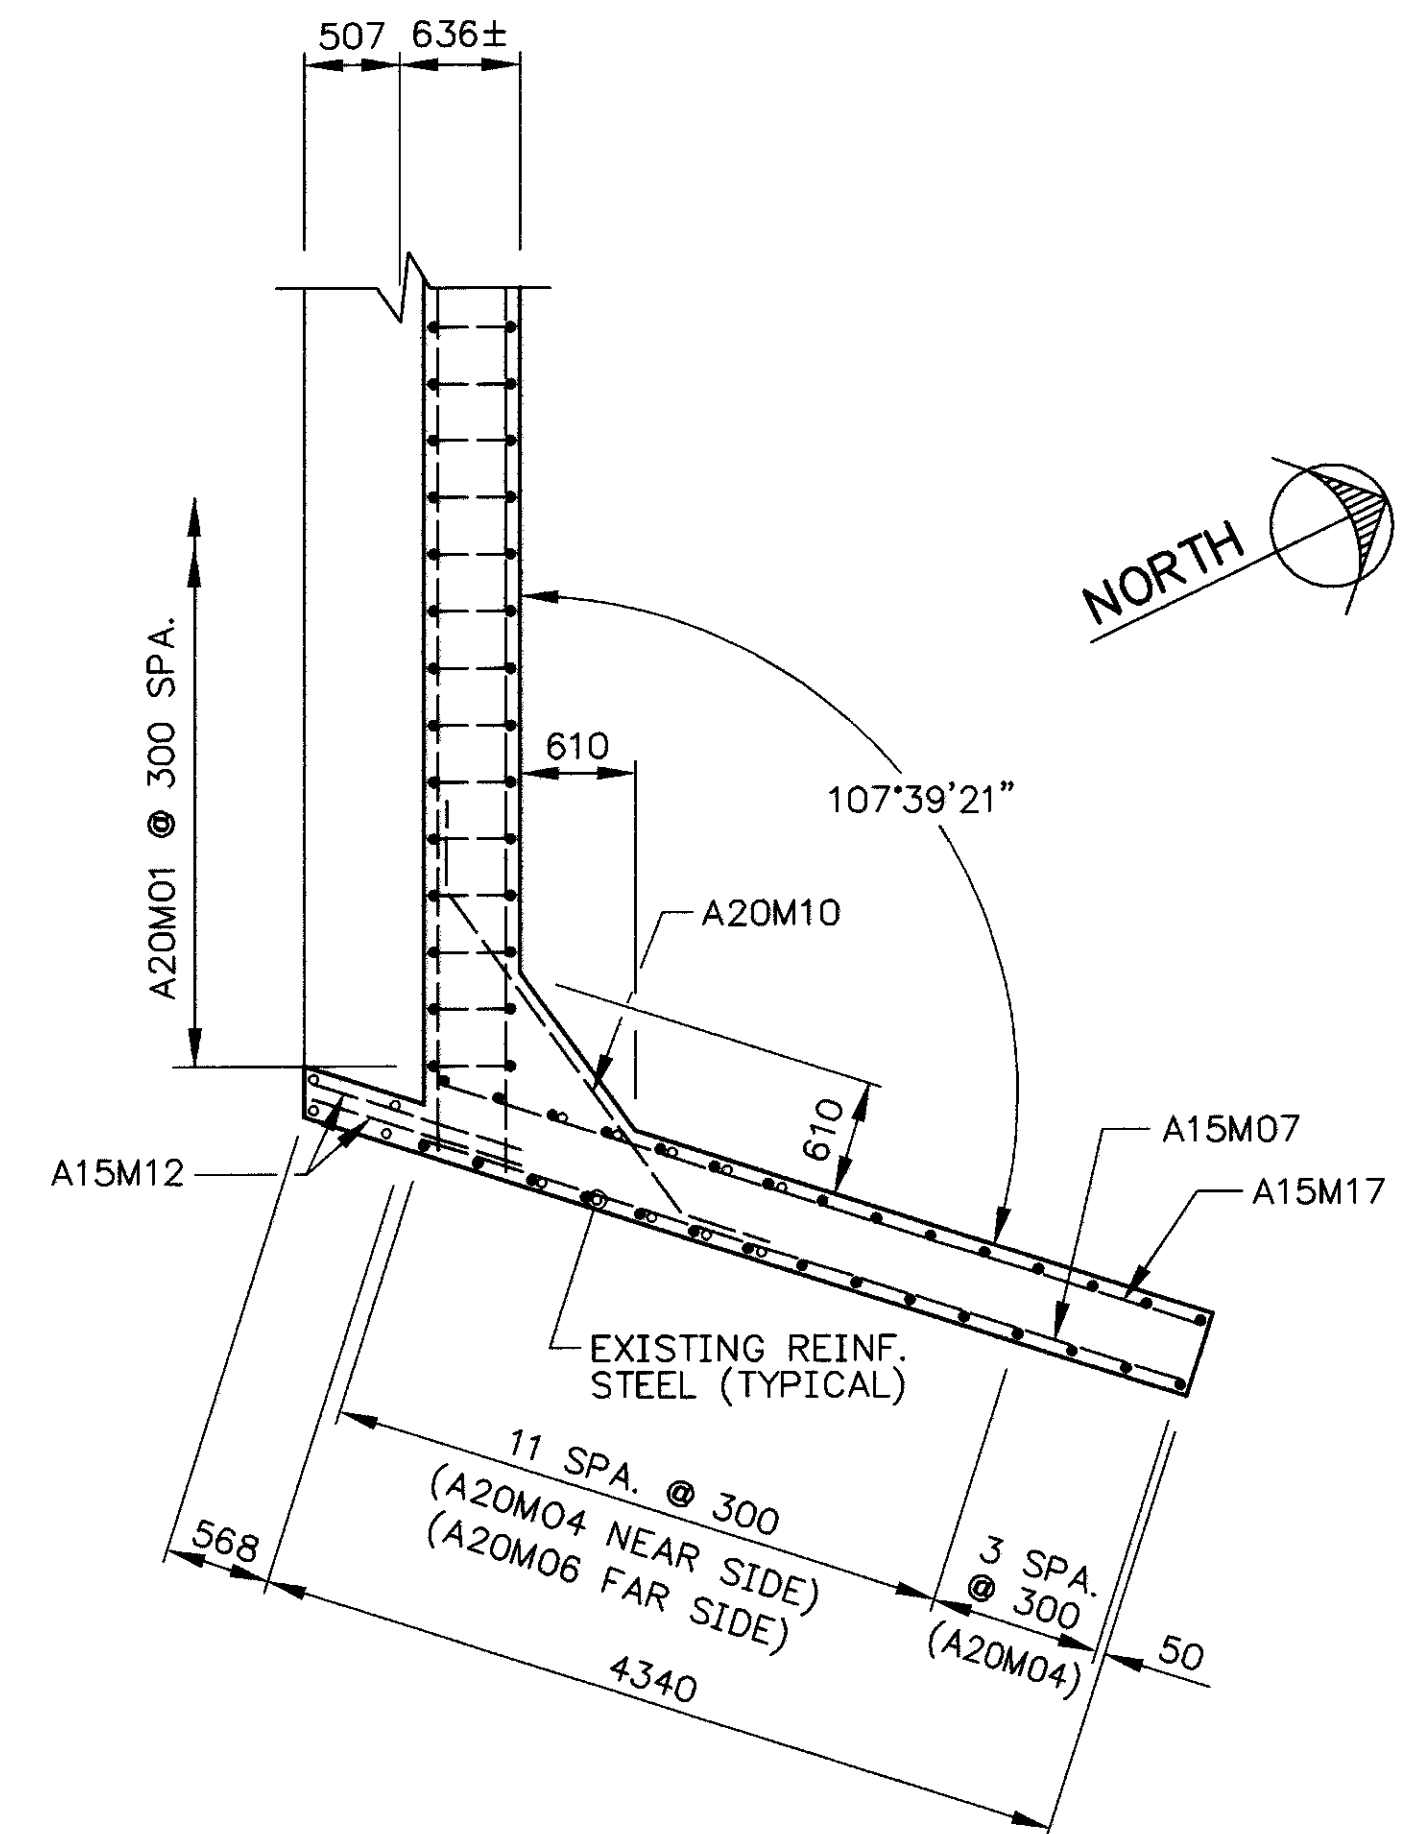 507
636±
NORTH
A20M01 @ 300 SPA.
610
107°39'21"
A20M10
610
A15M07
A15M12
A15M17
EXISTING REINF.
STEEL (TYPICAL)
11 SPA. @ 300
(A20M04 NEAR SIDE)
(A20M06 FAR SIDE)
568
3 SPA.
@ 300
(A20M04)
50
4340